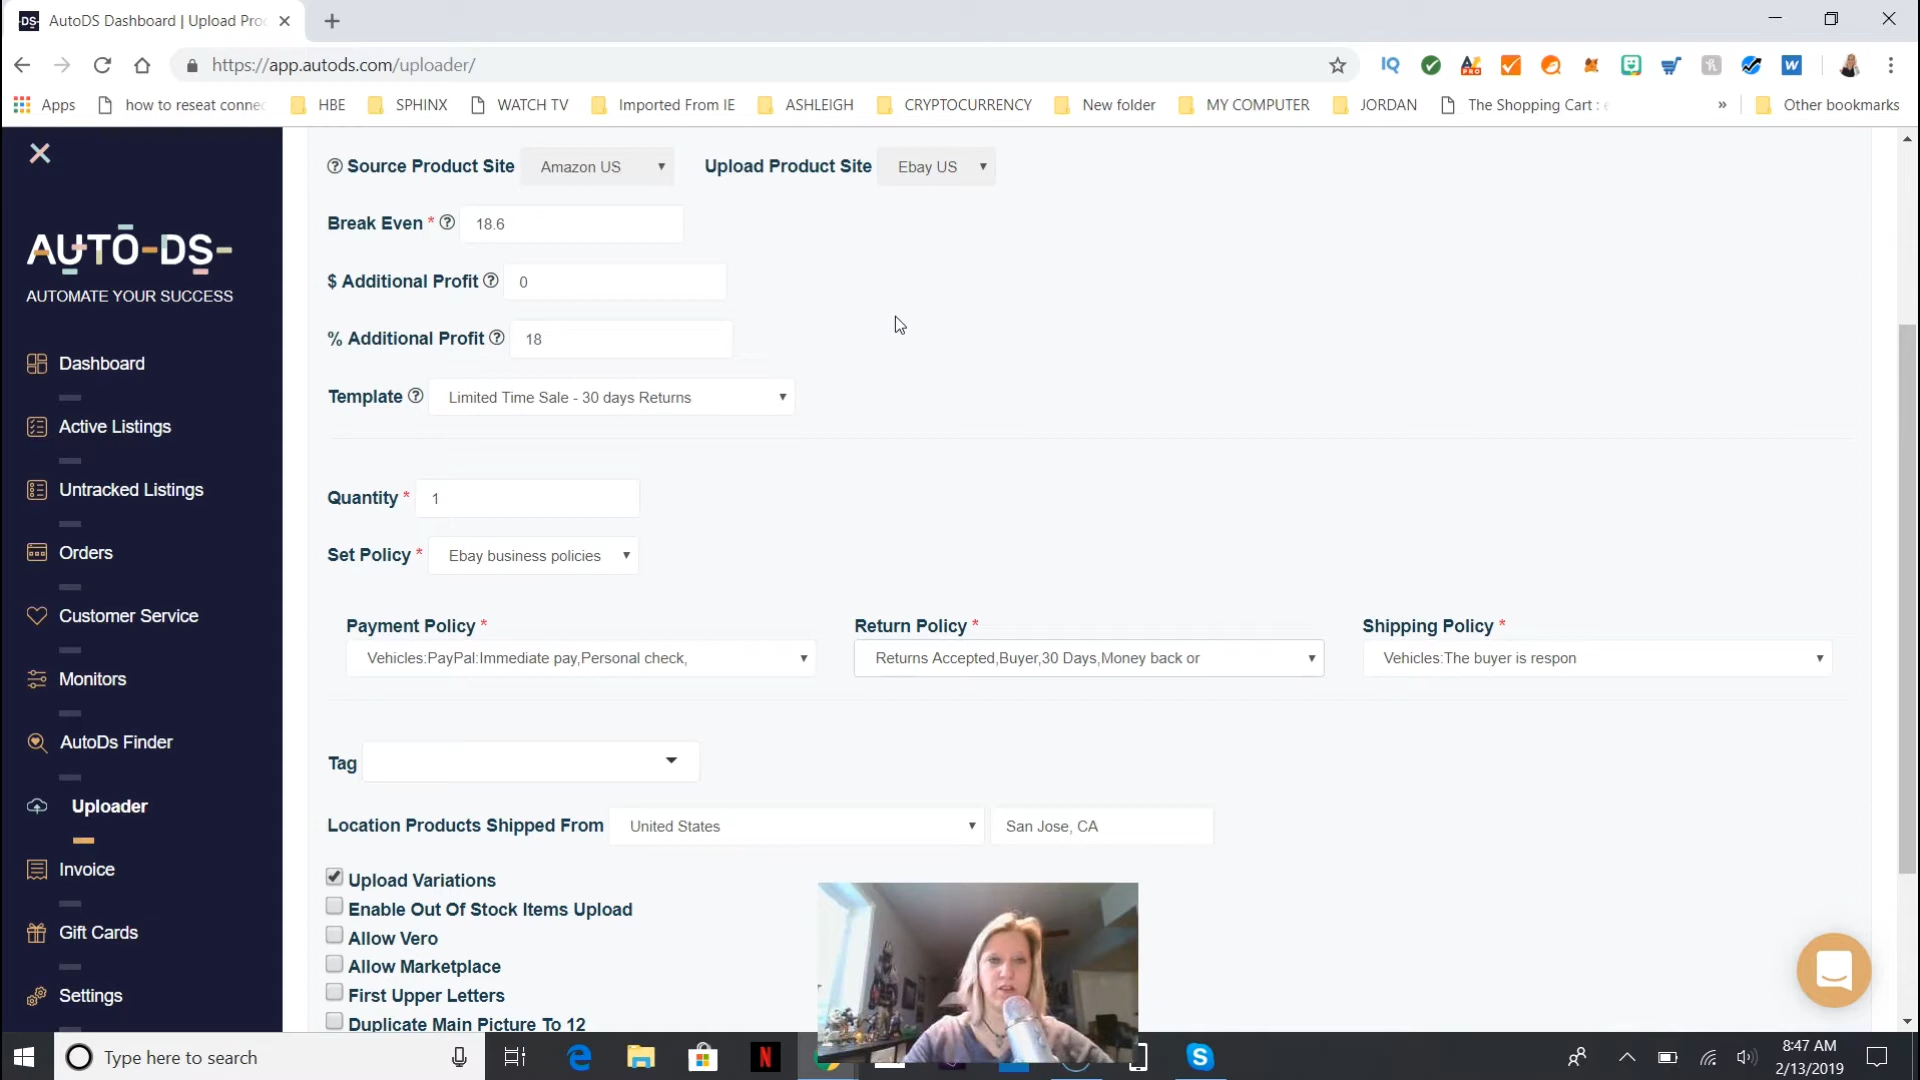 AutoDS Dashboard | Upload Proc
https://app.autods.com/uploader/
Apps how to reseat connec HBE SPHINX WATCH TV Imported From IE ASHLEIGH CRYPTOCURRENCY New folder MY COMPUTER JORDAN The Shopping Cart : » Other bookmarks
AUTO-DS-
AUTOMATE YOUR SUCCESS
Dashboard
Active Listings
Untracked Listings
Orders
Customer Service
Monitors
AutoDs Finder
Uploader
Invoice
Gift Cards
Settings
Source Product Site Amazon US Upload Product Site Ebay US
Break Even * 18.6
$ Additional Profit 0
% Additional Profit 18
Template Limited Time Sale - 30 days Returns
Quantity * 1
Set Policy * Ebay business policies
Payment Policy * Return Policy * Shipping Policy *
Vehicles:PayPal:Immediate pay,Personal check, Returns Accepted,Buyer,30 Days,Money back or Vehicles:The buyer is respon
Tag
Location Products Shipped From United States San Jose, CA
Upload Variations
Enable Out Of Stock Items Upload
Allow Vero
Allow Marketplace
First Upper Letters
Duplicate Main Picture To 12
Type here to search
8:47 AM
2/13/2019